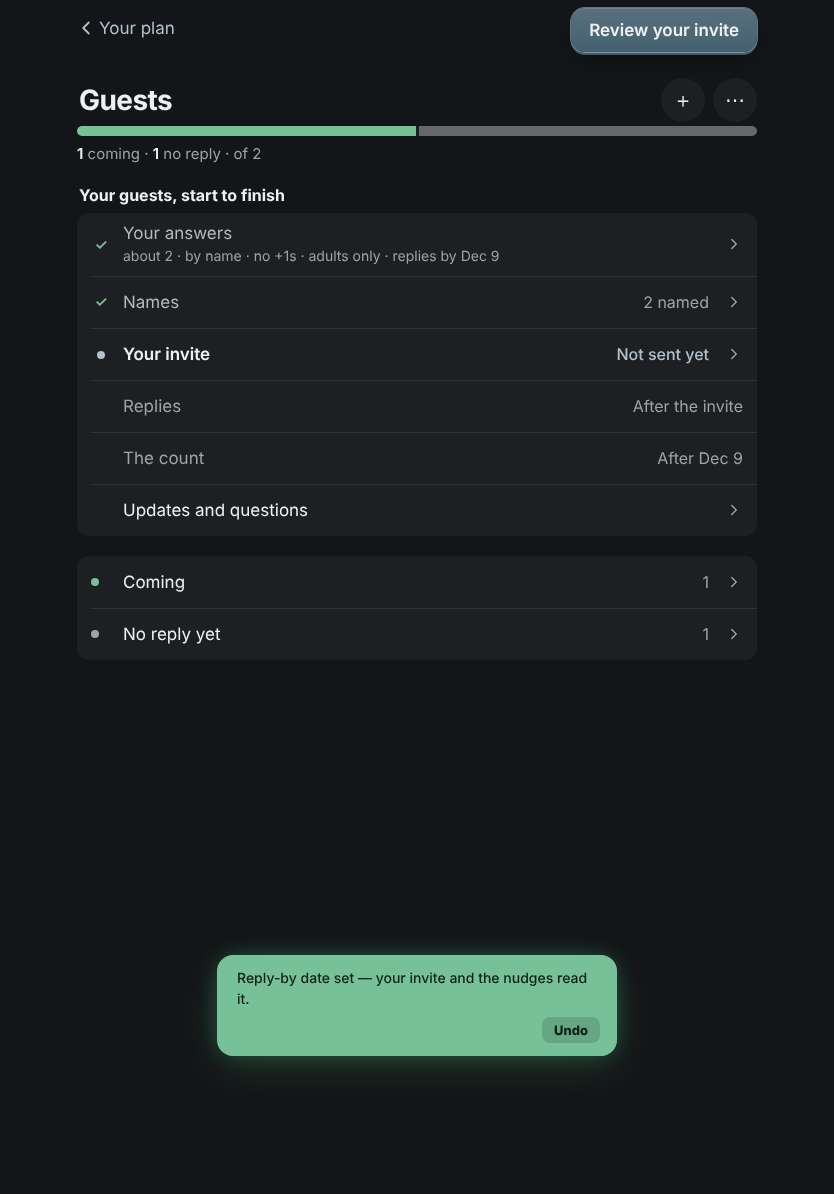 Your plan
Review your invite
Guests
+
···
1 coming · 1 no reply · of 2
Your guests, start to finish
Your answers
about 2 · by name · no +1s · adults only · replies by Dec 9
Names 2 named
Your invite Not sent yet
Replies After the invite
The count After Dec 9
Updates and questions
Coming 1
No reply yet 1
Reply-by date set — your invite and the nudges read
it.
Undo